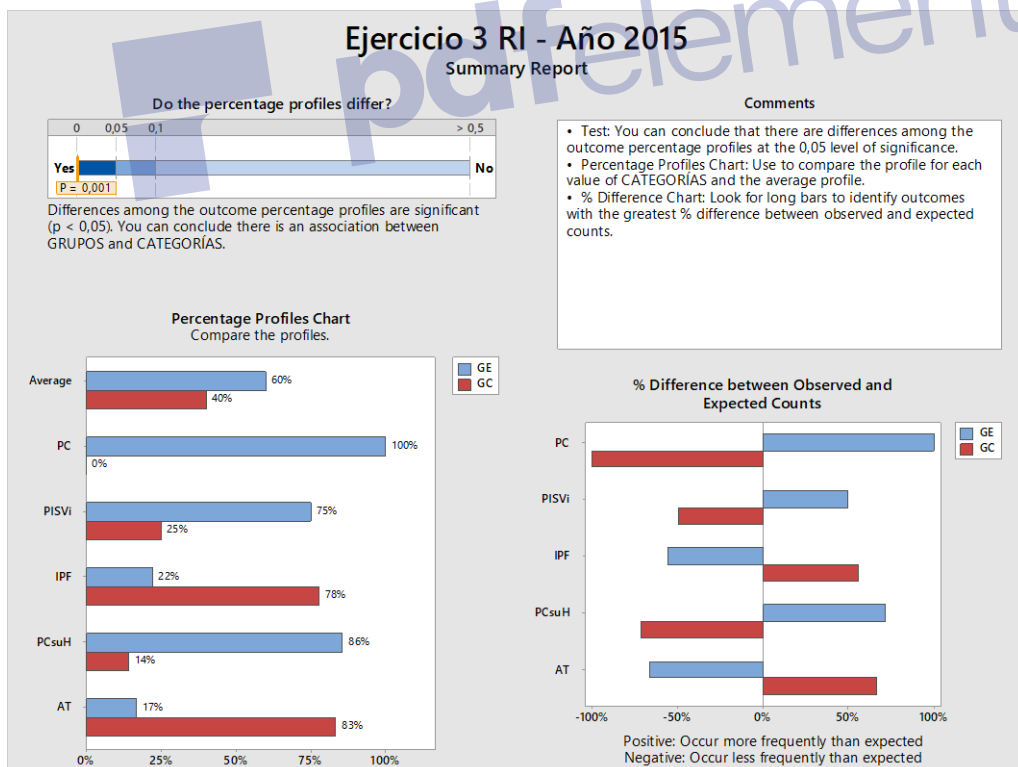 pdfelement
Ejercicio 3 RI - Año 2015
Summary Report
Do the percentage profiles differ?
0 0,05 0,1 > 0,5
Yes No
P = 0,001
Differences among the outcome percentage profiles are significant
(p < 0,05). You can conclude there is an association between
GRUPOS and CATEGORÍAS.
Comments
• Test: You can conclude that there are differences among the
outcome percentage profiles at the 0,05 level of significance.
• Percentage Profiles Chart: Use to compare the profile for each
value of CATEGORÍAS and the average profile.
• % Difference Chart: Look for long bars to identify outcomes
with the greatest % difference between observed and expected
counts.
Percentage Profiles Chart
Compare the profiles.
GE
GC
Average 60%
40%
PC 100%
0%
PISVi 75%
25%
IPF 22%
78%
PCsuH 86%
14%
AT 17%
83%
0% 25% 50% 75% 100%
% Difference between Observed and
Expected Counts
GE
GC
PC
PISVi
IPF
PCsuH
AT
-100% -50% 0% 50% 100%
Positive: Occur more frequently than expected
Negative: Occur less frequently than expected